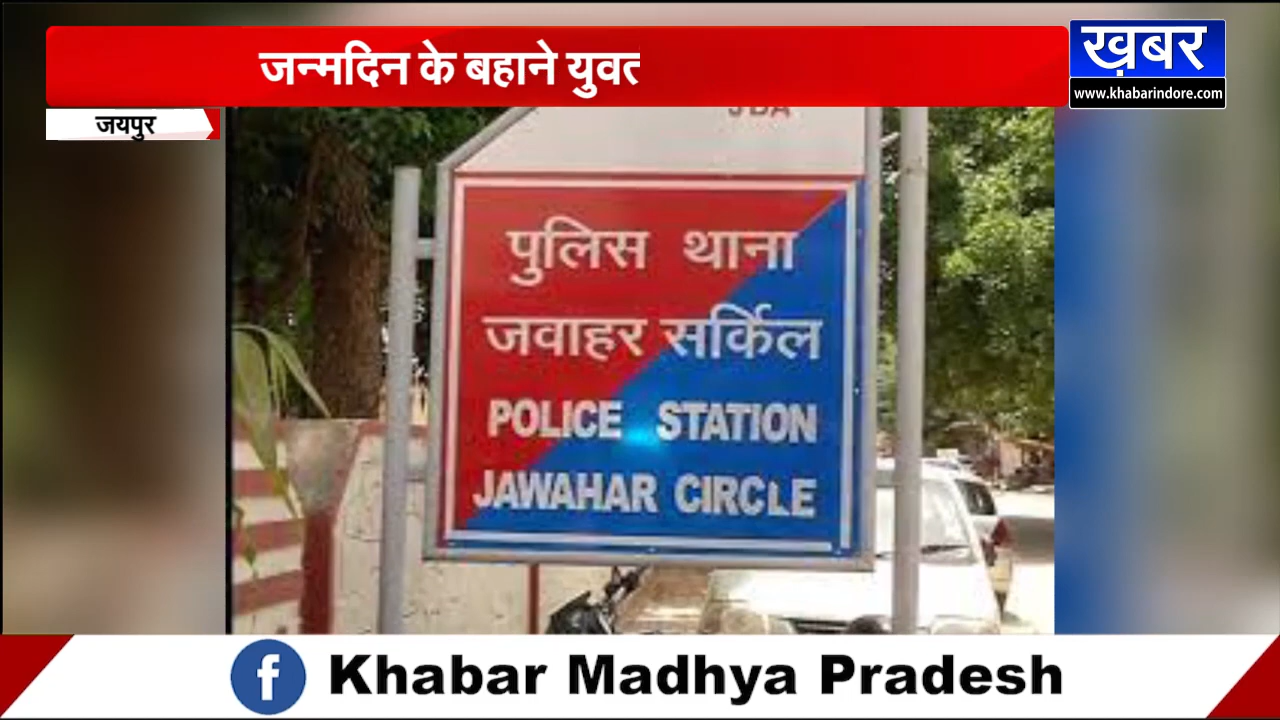 जन्मदिन के बहाने
ख़बर
www.khabarindore.com
जयपुर
JDA
पुलिस थाना
जवाहर सर्किल
POLICE STATION
JAWAHAR CIRCLE
f Khabar Madhya Pradesh